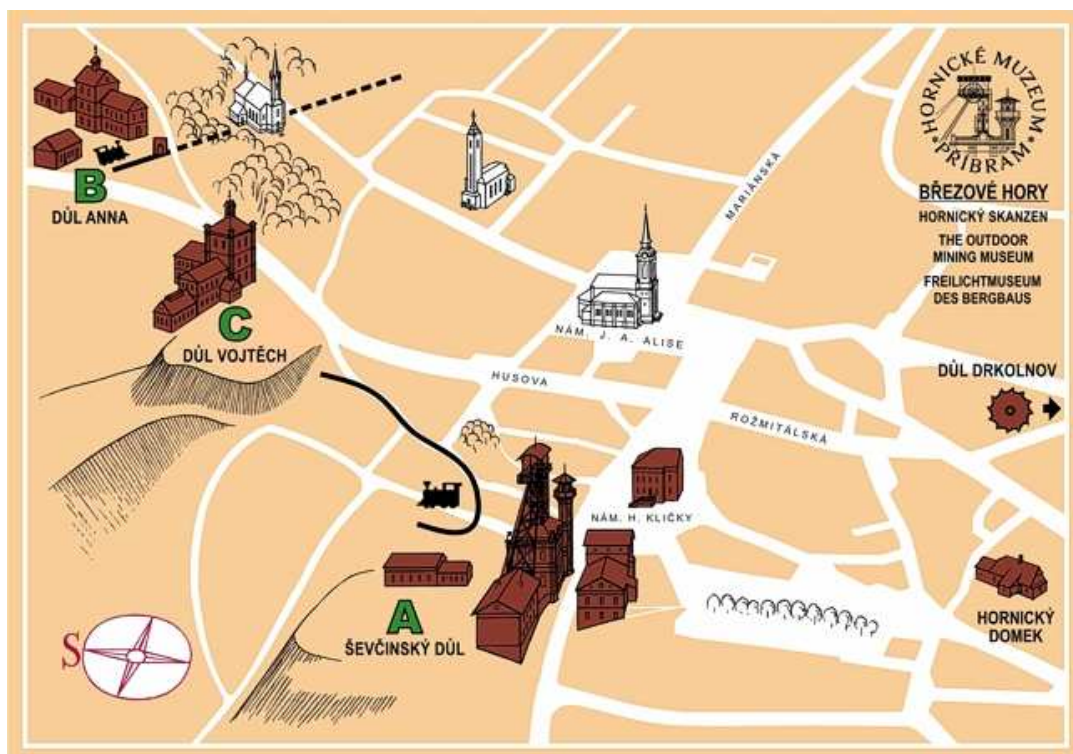 HORNICKÉ MUZEUM
PŘÍBRAM
BŘEZOVÉ HORY
HORNICKÝ SKANZEN
THE OUTDOOR
MINING MUSEUM
FREILICHTMUSEUM
DES BERGBAUS
B
DŮL ANNA
MARIÁNSKÁ
C
DŮL VOJTĚCH
NÁM. J. A. ALISE
HUSOVA
DŮL DRKOLNOV
ROŽMITÁLSKÁ
NÁM. H. KLIČKY
A
ŠEVČINSKÝ DŮL
HORNICKÝ
DOMEK
S